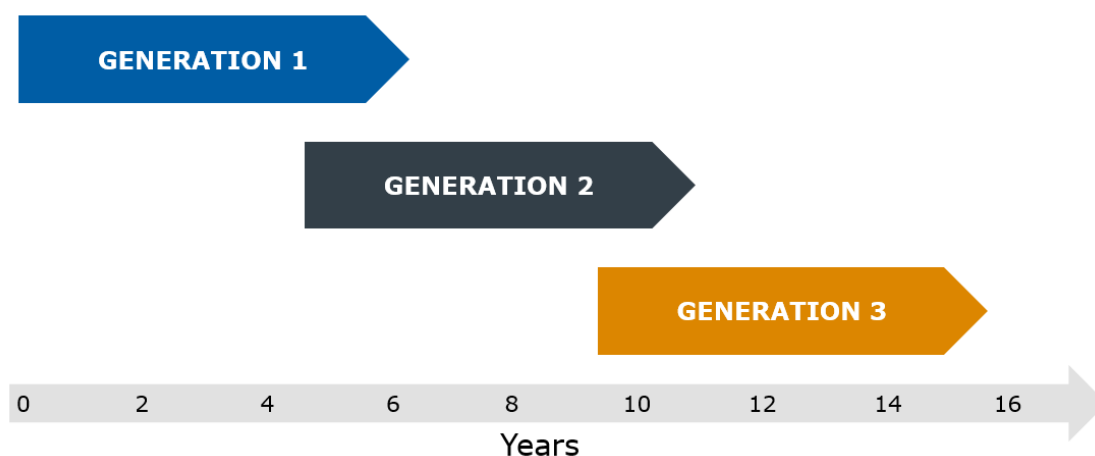 GENERATION 1
GENERATION 2
GENERATION 3
0 2 4 6 8 10 12 14 16
Years